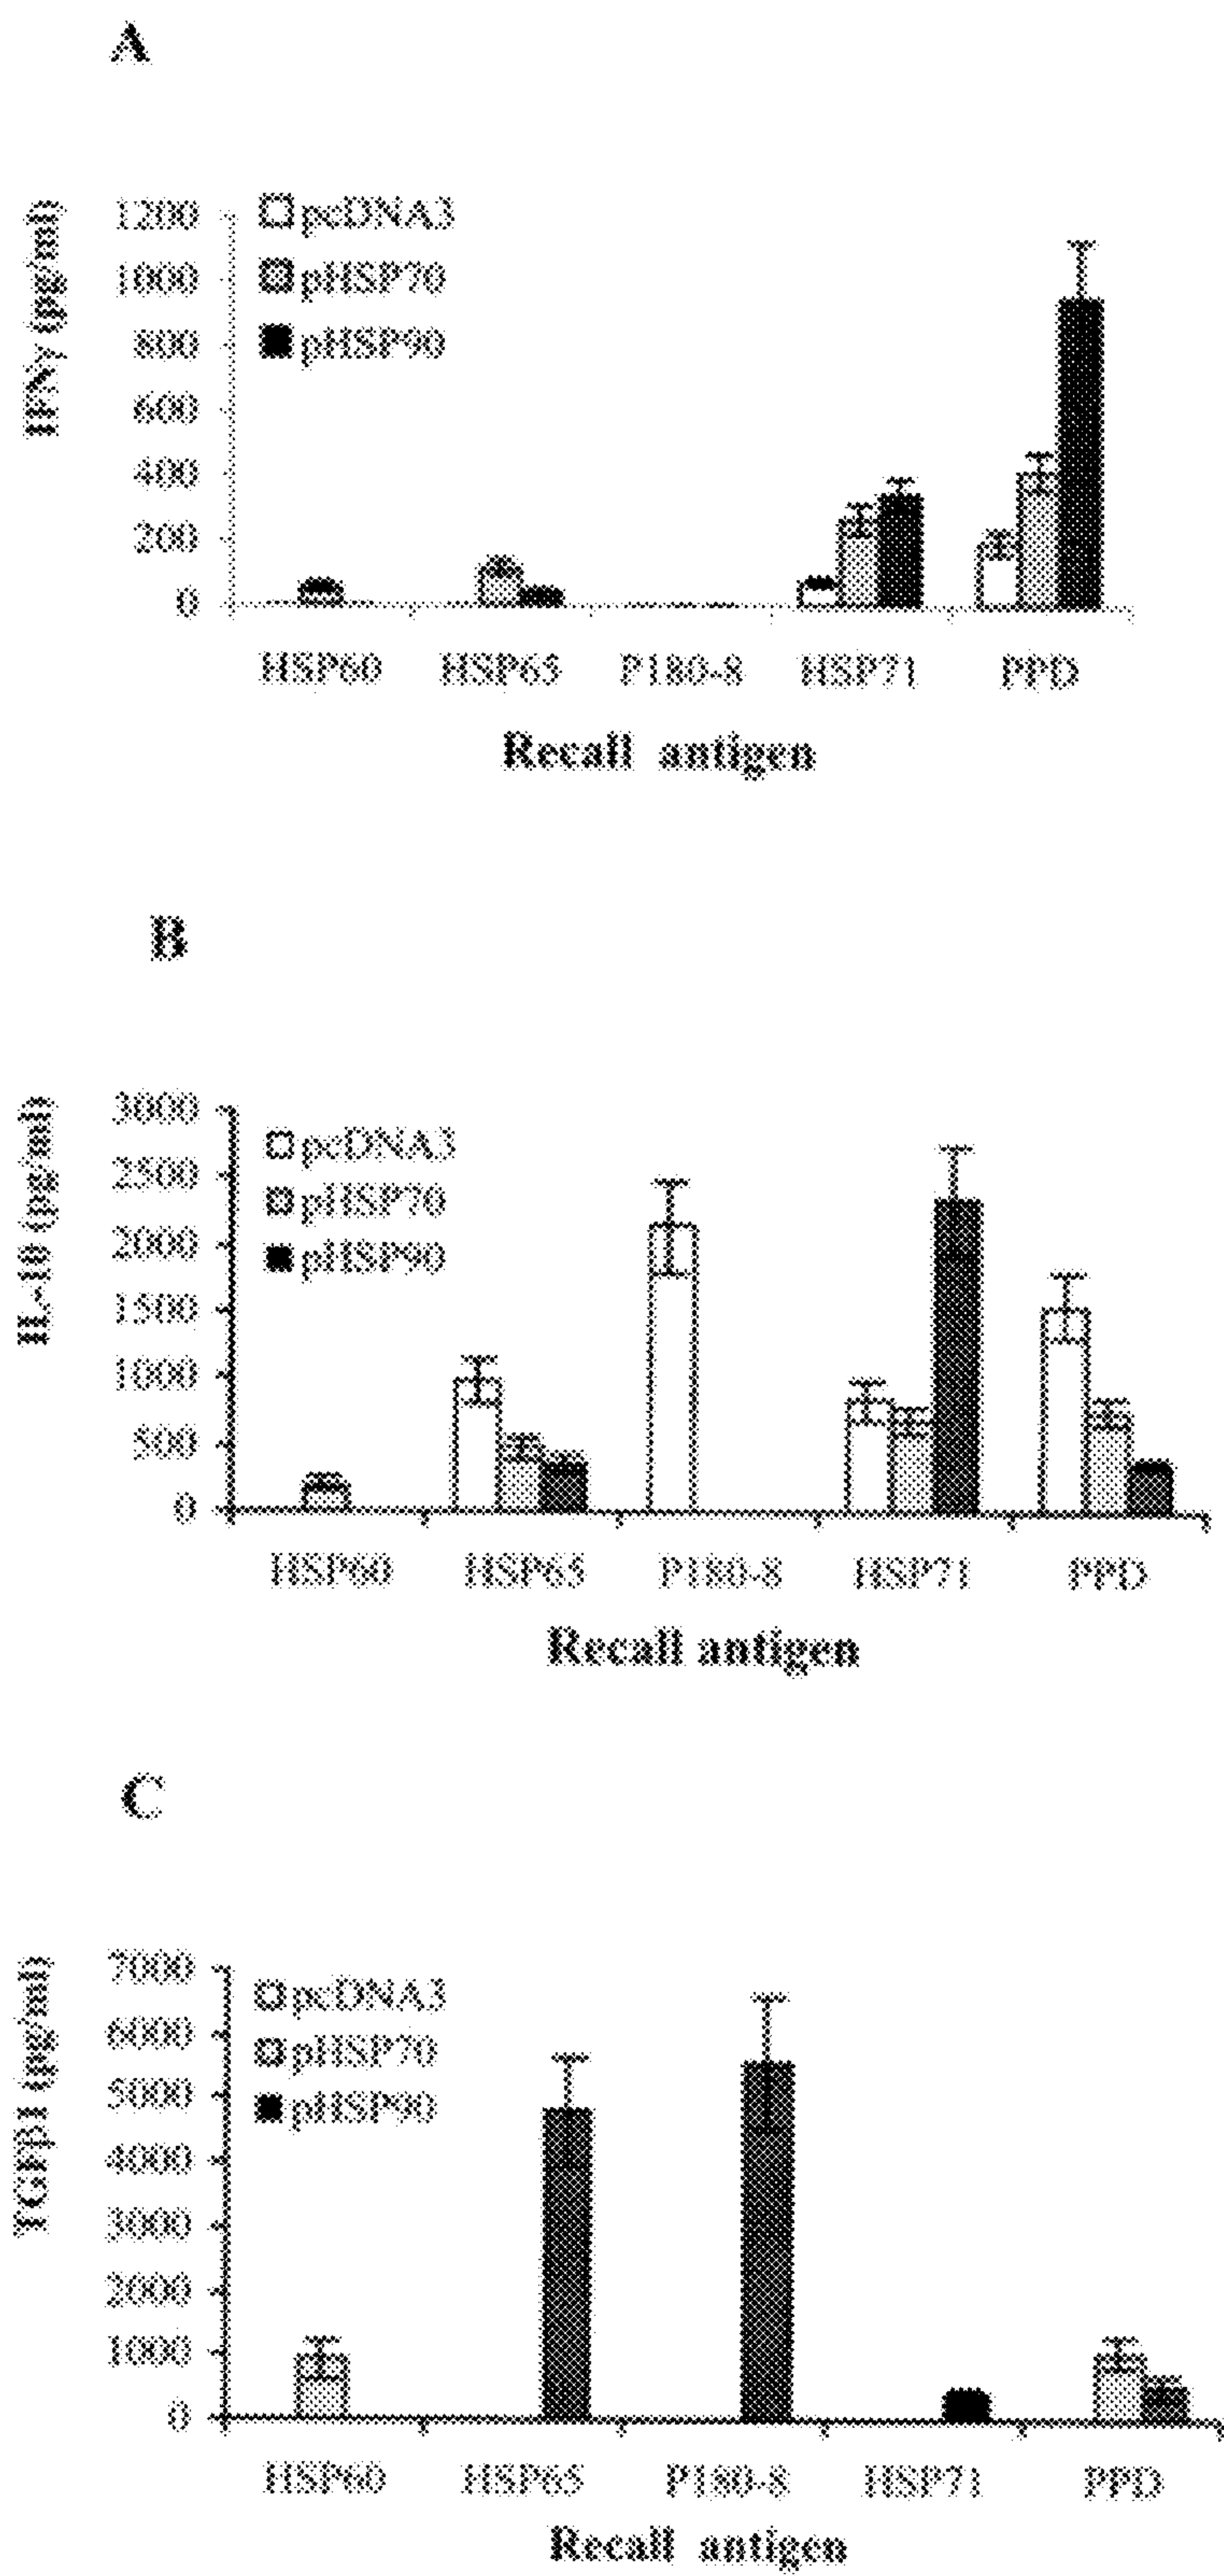 A
IFNγ (pg/ml)
1200
1000
800
600
400
200
0
pcDNA3
pHSP70
pHSP90
HSP60 HSP65 P180-8 HSP71 PPD
Recall antigen
B
IL-10 (pg/ml)
3000
2500
2000
1500
1000
500
0
pcDNA3
pHSP70
pHSP90
HSP60 HSP65 P180-8 HSP71 PPD
Recall antigen
C
TGFβ1 (pg/ml)
7000
6000
5000
4000
3000
2000
1000
0
pcDNA3
pHSP70
pHSP90
HSP60 HSP65 P180-8 HSP71 PPD
Recall antigen